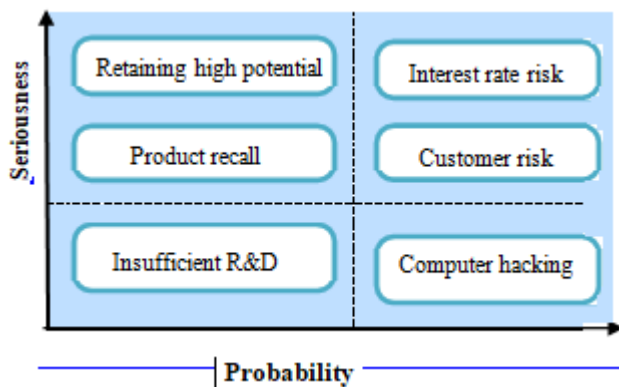 Seriousness
Retaining high potential
Interest rate risk
Product recall
Customer risk
Insufficient R&D
Computer hacking
Probability